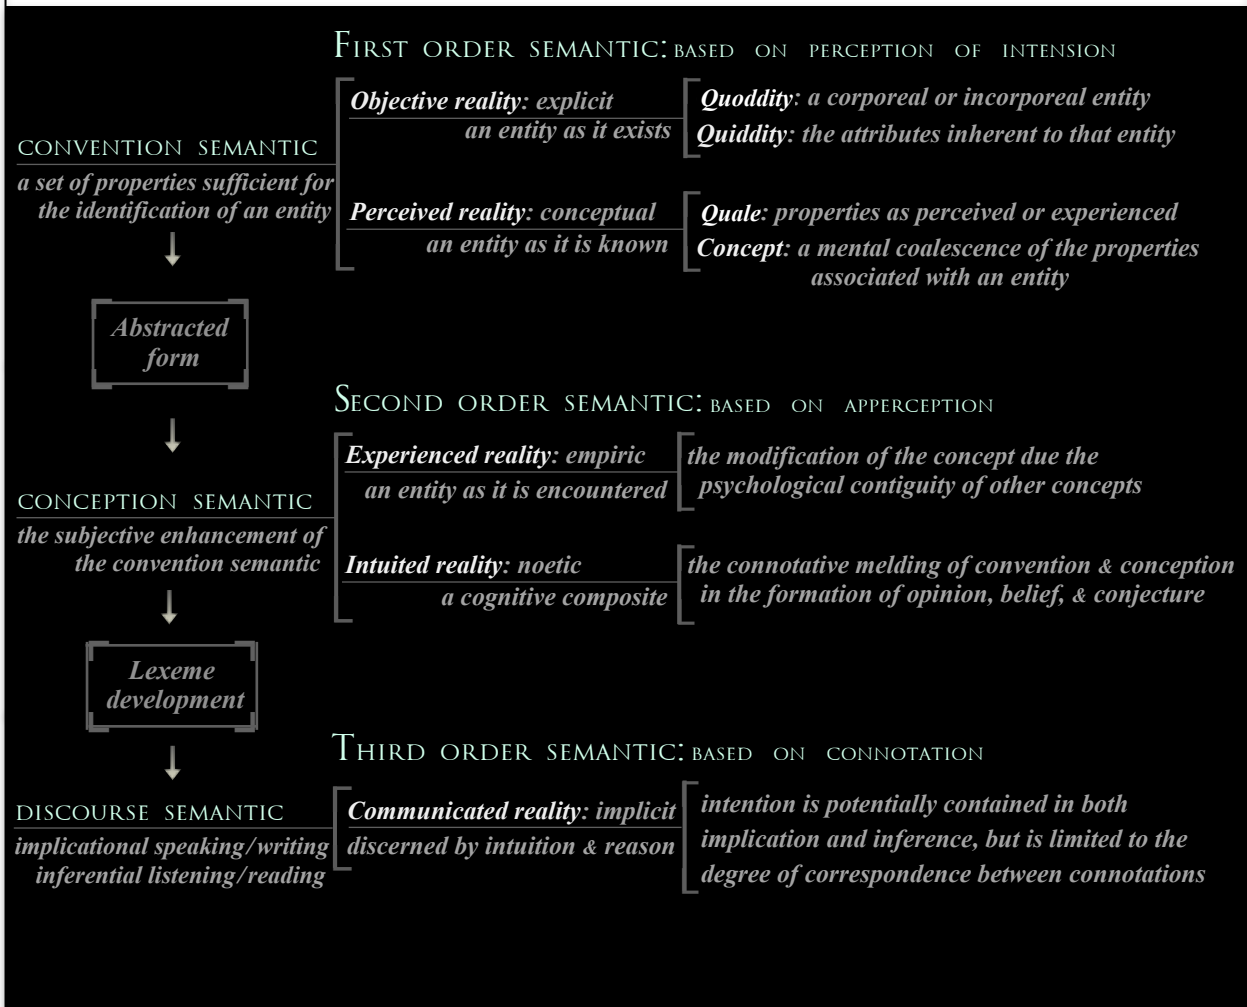 First order semantic: based on perception of intension
Objective reality: explicit
an entity as it exists
Quoddity: a corporeal or incorporeal entity
Quiddity: the attributes inherent to that entity
convention semantic
a set of properties sufficient for
the identification of an entity
Perceived reality: conceptual
an entity as it is known
Quale: properties as perceived or experienced
Concept: a mental coalescence of the properties
associated with an entity
Abstracted
form
Second order semantic: based on apperception
Experienced reality: empiric
an entity as it is encountered
the modification of the concept due the
psychological contiguity of other concepts
conception semantic
the subjective enhancement of
the convention semantic
Intuited reality: noetic
a cognitive composite
the connotative melding of convention & conception
in the formation of opinion, belief, & conjecture
Lexeme
development
Third order semantic: based on connotation
discourse semantic
implicational speaking/writing
inferential listening/reading
Communicated reality: implicit
discerned by intuition & reason
intention is potentially contained in both
implication and inference, but is limited to the
degree of correspondence between connotations